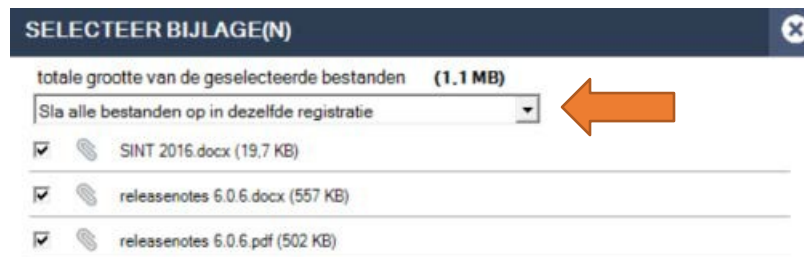 SELECTEER BIJLAGE(N)
totale grootte van de geselecteerde bestanden (1,1 MB)
Sla alle bestanden op in dezelfde registratie
SINT 2016.docx (19,7 KB)
releasenotes 6.0.6.docx (557 KB)
releasenotes 6.0.6.pdf (502 KB)